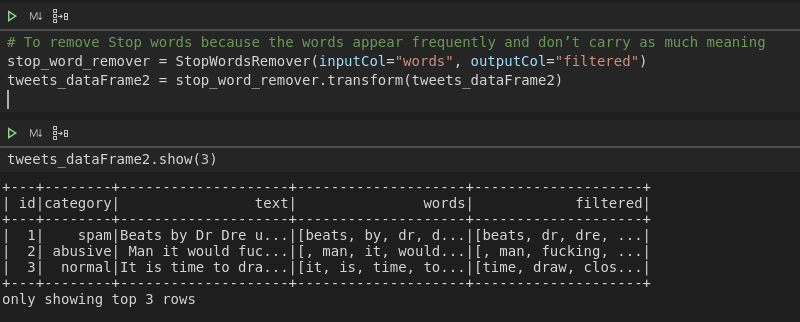 M↓
# To remove Stop words because the words appear frequently and don’t carry as much meaning
stop_word_remover = StopWordsRemover(inputCol="words", outputCol="filtered")
tweets_dataFrame2 = stop_word_remover.transform(tweets_dataFrame2)
M↓
tweets_dataFrame2.show(3)
+---+--------+--------------------+--------------------+--------------------+
| id|category|                text|               words|            filtered|
+---+--------+--------------------+--------------------+--------------------+
|  1|    spam|Beats by Dr Dre u...|[beats, by, dr, d...|[beats, dr, dre, ...|
|  2| abusive| Man it would fuc...|[, man, it, would...|[, man, fucking, ...|
|  3|  normal|It is time to dra...|[it, is, time, to...|[time, draw, clos...|
+---+--------+--------------------+--------------------+--------------------+
only showing top 3 rows